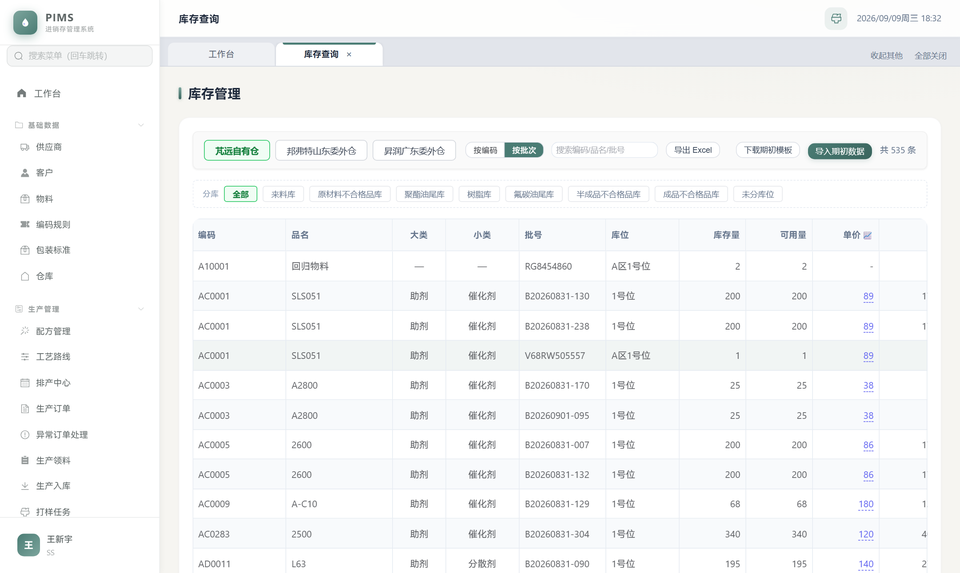 PIMS
进销存管理系统
搜索菜单 (回车跳转)
工作台
基础数据
供应商
客户
物料
编码规则
包装标准
仓库
生产管理
配方管理
工艺路线
排产中心
生产订单
异常订单处理
生产领料
生产入库
打样任务
王
王新宇
SS
库存查询
2026/09/09周三 18:32
工作台
库存查询 ×
收起其他 全部关闭
库存管理
芃远自有仓 邦弗特山东委外仓 昇润广东委外仓 按编码 按批次 搜索编码/品名/批号 导出 Excel 下载期初模板 导入期初数据 共 535 条
分库 全部 来料库 原材料不合格品库 聚酯油尾库 树脂库 氟碳油尾库 半成品不合格品库 成品不合格品库 未分库位
编码 品名 大类 小类 批号 库位 库存量 可用量 单价
A10001 回归物料 — — RG8454860 A区1号位 2 2 -
AC0001 SLS051 助剂 催化剂 B20260831-130 1号位 200 200 89 1
AC0001 SLS051 助剂 催化剂 B20260831-238 1号位 200 200 89 1
AC0001 SLS051 助剂 催化剂 V68RW505557 A区1号位 1 1 89
AC0003 A2800 助剂 催化剂 B20260831-170 1号位 25 25 38
AC0003 A2800 助剂 催化剂 B20260901-095 1号位 25 25 38
AC0005 2600 助剂 催化剂 B20260831-007 1号位 200 200 86 1
AC0005 2600 助剂 催化剂 B20260831-132 1号位 200 200 86 1
AC0009 A-C10 助剂 催化剂 B20260831-129 1号位 68 68 180 1
AC0283 2500 助剂 催化剂 B20260831-304 1号位 340 340 120 4
AD0011 L63 助剂 分散剂 B20260831-090 1号位 195 195 140 2